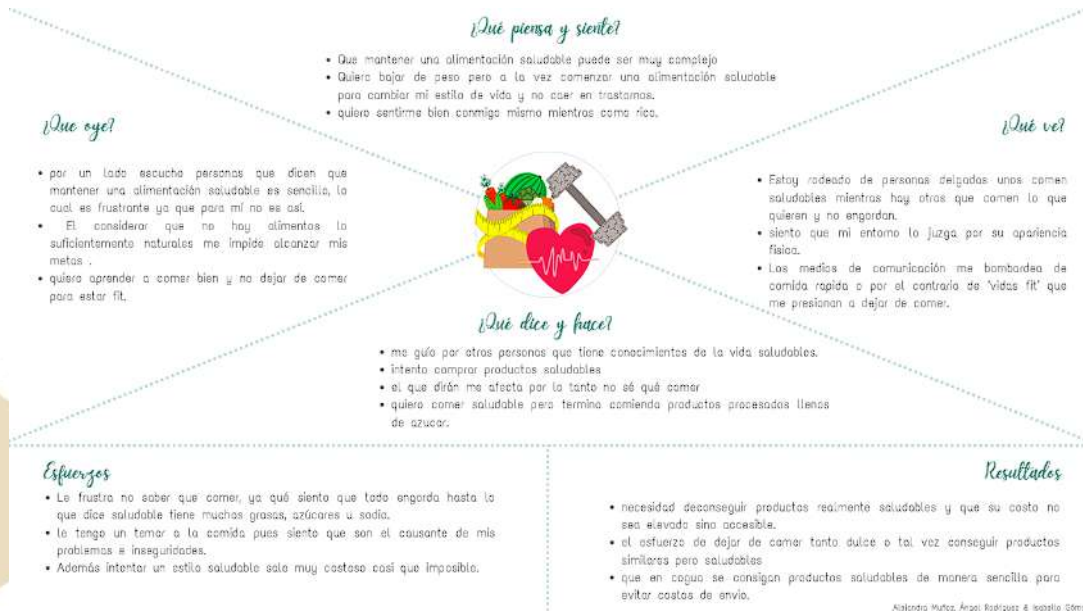 ¿Qué piensa y siente?
• Que mantener una alimentación saludable puede ser muy complejo
• Quiero bajar de peso pero a la vez comenzar una alimentación saludable
para cambiar mi estilo de vida y no caer en trastornos.
• quiero sentirme bien conmigo mismo mientras como rico.
¿Que oye?
• por un lado escucho personas que dicen que
mantener una alimentación saludable es sencillo, lo
cual es frustrante ya que para mí no es así.
• El considerar que no hay alimentos lo
suficientemente naturales me impide alcanzar mis
metas .
• quiero aprender a comer bien y no dejar de comer
para estar fit.
¿Qué ve?
• Estoy rodeado de personas delgadas unos comen
saludables mientras hay otros que comen lo que
quieren y no engordan.
• siento que mi entorno lo juzga por su apariencia
física.
• Los medios de comunicación me bombardea de
comida rapida o por el contrario de 'vidas fit' que
me presionan a dejar de comer.
¿Qué dice y hace?
• me guío por otras personas que tiene conocimientos de la vida saludables.
• intento comprar productos saludables
• el que dirán me afecta por lo tanto no sé qué comer
• quiero comer saludable pero termino comiendo productos procesados llenos
de azucar.
Esfuerzos
• Le frustra no saber que comer, ya qué siento que todo engorda hasta lo
que dice saludable tiene muchas grasas, azúcares u sodio.
• le tengo un temor a la comida pues siento que son el causante de mis
problemas e inseguridades.
• Además intentar un estilo saludable sale muy costoso casi que imposible.
Resultados
• necesidad deconseguir productos realmente saludables y que su costo no
sea elevado sino accesible.
• el esfuerzo de dejar de comer tanto dulce o tal vez conseguir productos
similares pero saludables
• que en cogua se consigan productos saludables de manera sencilla para
evitar costos de envio.
Alejandra Muñoz, Ángel Rodríguez & Isabella